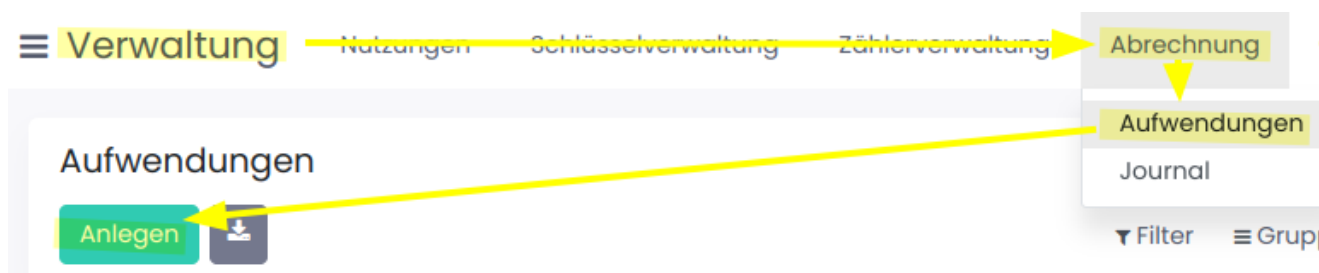 Verwaltung Nutzungen Schlüsselverwaltung Zählerverwaltung Abrechnung
Aufwendungen
Journal
Aufwendungen
Anlegen
Filter